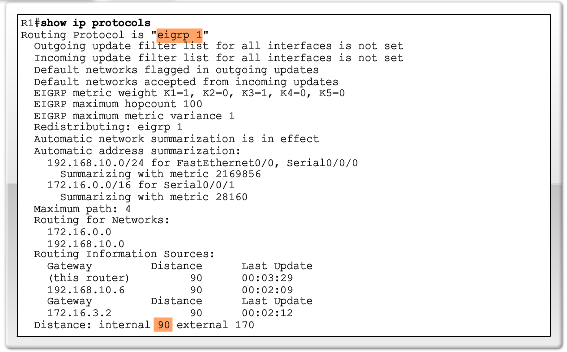 R1#show ip protocols
Routing Protocol is "eigrp 1"
Outgoing update filter list for all interfaces is not set
Incoming update filter list for all interfaces is not set
Default networks flagged in outgoing updates
Default networks accepted from incoming updates
EIGRP metric weight K1=1, K2=0, K3=1, K4=0, K5=0
EIGRP maximum hopcount 100
EIGRP maximum metric variance 1
Redistributing: eigrp 1
Automatic network summarization is in effect
Automatic address summarization:
192.168.10.0/24 for FastEthernet0/0, Serial0/0/0
Summarizing with metric 2169856
172.16.0.0/16 for Serial0/0/1
Summarizing with metric 28160
Maximum path: 4
Routing for Networks:
172.16.0.0
192.168.10.0
Routing Information Sources:
Gateway Distance Last Update
(this router) 90 00:03:29
192.168.10.6 90 00:02:09
Gateway Distance Last Update
172.16.3.2 90 00:02:12
Distance: internal 90 external 170